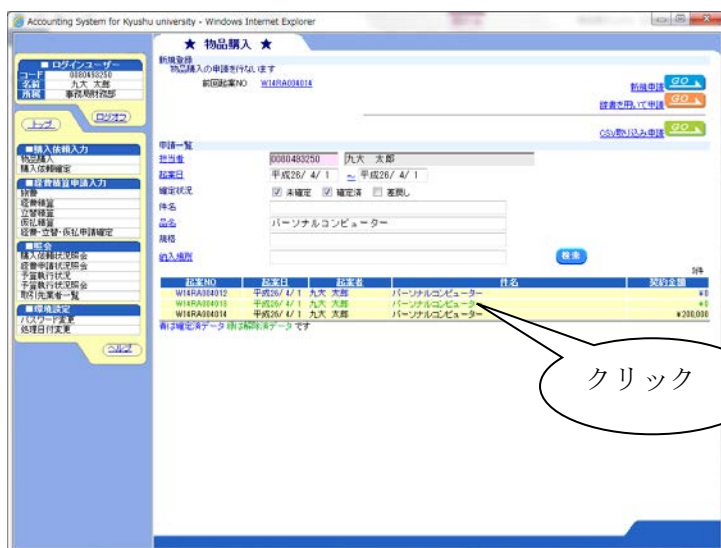 Accounting System for Kyushu university - Windows Internet Explorer
★ 物品購入 ★
■ログインユーザー
コード 0080493250
名前 九大 太郎
所属 事務局財務部
トップ
ログオフ
■購入依頼入力
物品購入
購入依頼確定
■経費精算申請入力
旅費
経費精算
立替精算
仮払精算
経費・立替・仮払申請確定
■照会
購入依頼状況照会
経費申請状況照会
予算執行状況
予算執行状況照会
取引先業者一覧
■環境設定
パスワード変更
処理日付変更
ヘルプ
新規登録
物品購入の申請を行ないます
前回起案NO W14RA004014
新規申請 GO
辞書を用いて申請 GO
CSV取り込み申請 GO
申請一覧
担当者 0080493250 九大 太郎
起案日 平成26/ 4/ 1 ～ 平成26/ 4/ 1
確定状況 未確定 確定済 差戻し
件名
品名 パーソナルコンピューター
規格
納入場所
検索
3件
起案NO 起案日 起案者 件名 契約金額
W14RA004012 平成26/ 4/ 1 九大 太郎 パーソナルコンピューター ¥0
W14RA004013 平成26/ 4/ 1 九大 太郎 パーソナルコンピューター ¥0
W14RA004014 平成26/ 4/ 1 九大 太郎 パーソナルコンピューター ¥200,000
青は確定済データ 緑は解除済データ です
クリック